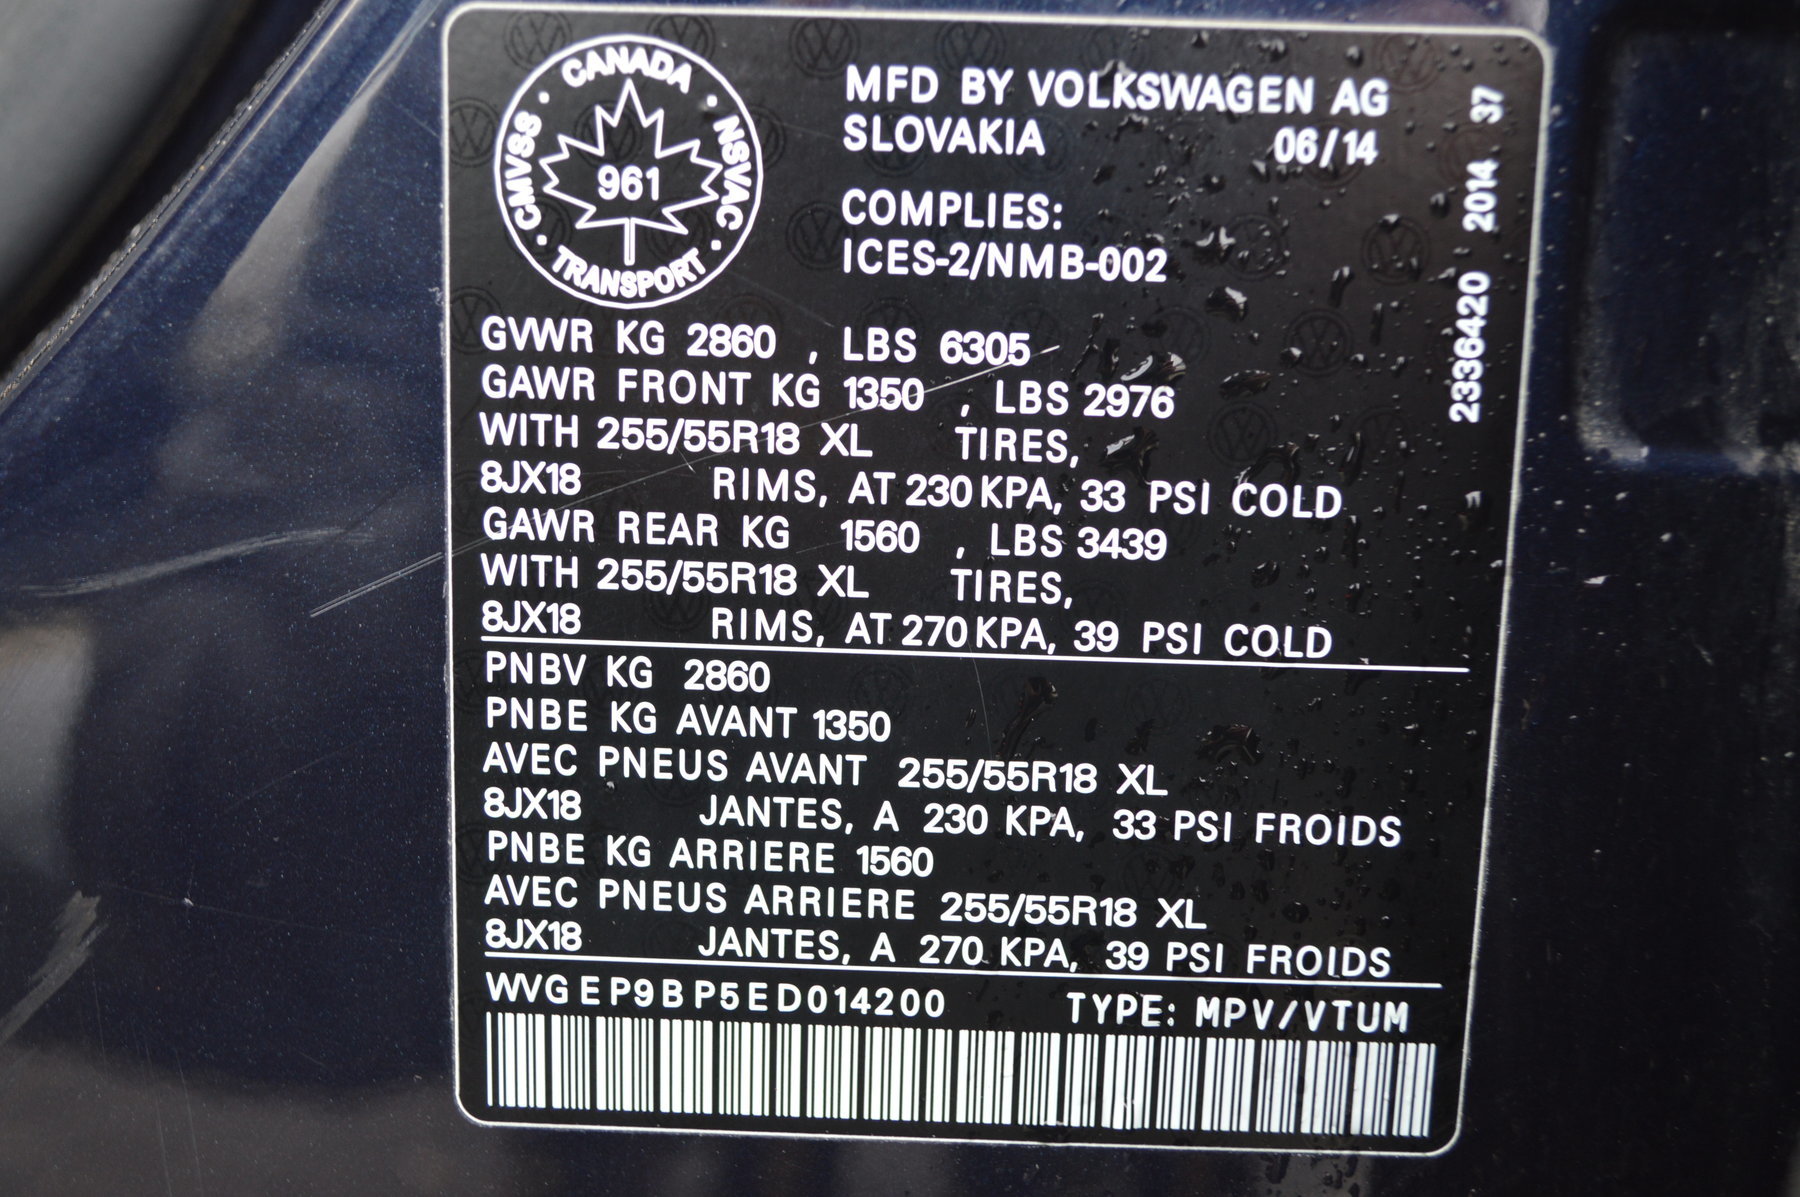 CANADA
CMVSS · NSVAC
961
TRANSPORT
MFD BY VOLKSWAGEN AG
SLOVAKIA 06/14
COMPLIES:
ICES-2/NMB-002
2336420 2014 37
GVWR KG 2860 , LBS 6305
GAWR FRONT KG 1350 , LBS 2976
WITH 255/55R18 XL TIRES,
8JX18 RIMS, AT 230 KPA, 33 PSI COLD
GAWR REAR KG 1560 , LBS 3439
WITH 255/55R18 XL TIRES,
8JX18 RIMS, AT 270 KPA, 39 PSI COLD
PNBV KG 2860
PNBE KG AVANT 1350
AVEC PNEUS AVANT 255/55R18 XL
8JX18 JANTES, A 230 KPA, 33 PSI FROIDS
PNBE KG ARRIERE 1560
AVEC PNEUS ARRIERE 255/55R18 XL
8JX18 JANTES, A 270 KPA, 39 PSI FROIDS
WVGEP9BP5ED014200 TYPE: MPV/VTUM